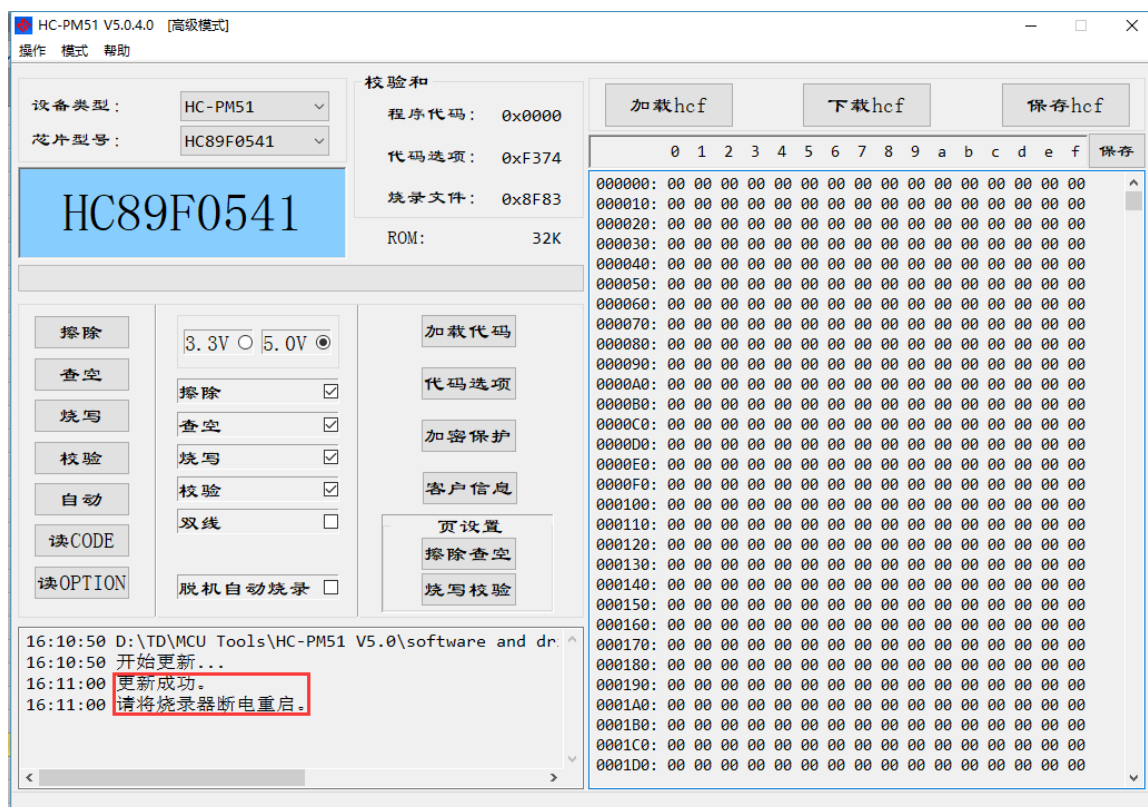 HC-PM51 V5.0.4.0 [高级模式]
操作 模式 帮助
设备类型: HC-PM51
芯片型号: HC89F0541
HC89F0541
校验和
程序代码: 0x0000
代码选项: 0xF374
烧录文件: 0x8F83
ROM: 32K
加载hcf 下载hcf 保存hcf
0 1 2 3 4 5 6 7 8 9 a b c d e f 保存
擦除
查空
烧写
校验
自动
读CODE
读OPTION
3.3V 5.0V
擦除
查空
烧写
校验
双线
脱机自动烧录
加载代码
代码选项
加密保护
客户信息
页设置
擦除查空
烧写校验
16:10:50 D:\TD\MCU Tools\HC-PM51 V5.0\software and dr
16:10:50 开始更新...
16:11:00 更新成功。
16:11:00 请将烧录器断电重启。
000000: 00 00 00 00 00 00 00 00 00 00 00 00 00 00 00 00
000010: 00 00 00 00 00 00 00 00 00 00 00 00 00 00 00 00
000020: 00 00 00 00 00 00 00 00 00 00 00 00 00 00 00 00
000030: 00 00 00 00 00 00 00 00 00 00 00 00 00 00 00 00
000040: 00 00 00 00 00 00 00 00 00 00 00 00 00 00 00 00
000050: 00 00 00 00 00 00 00 00 00 00 00 00 00 00 00 00
000060: 00 00 00 00 00 00 00 00 00 00 00 00 00 00 00 00
000070: 00 00 00 00 00 00 00 00 00 00 00 00 00 00 00 00
000080: 00 00 00 00 00 00 00 00 00 00 00 00 00 00 00 00
000090: 00 00 00 00 00 00 00 00 00 00 00 00 00 00 00 00
0000A0: 00 00 00 00 00 00 00 00 00 00 00 00 00 00 00 00
0000B0: 00 00 00 00 00 00 00 00 00 00 00 00 00 00 00 00
0000C0: 00 00 00 00 00 00 00 00 00 00 00 00 00 00 00 00
0000D0: 00 00 00 00 00 00 00 00 00 00 00 00 00 00 00 00
0000E0: 00 00 00 00 00 00 00 00 00 00 00 00 00 00 00 00
0000F0: 00 00 00 00 00 00 00 00 00 00 00 00 00 00 00 00
000100: 00 00 00 00 00 00 00 00 00 00 00 00 00 00 00 00
000110: 00 00 00 00 00 00 00 00 00 00 00 00 00 00 00 00
000120: 00 00 00 00 00 00 00 00 00 00 00 00 00 00 00 00
000130: 00 00 00 00 00 00 00 00 00 00 00 00 00 00 00 00
000140: 00 00 00 00 00 00 00 00 00 00 00 00 00 00 00 00
000150: 00 00 00 00 00 00 00 00 00 00 00 00 00 00 00 00
000160: 00 00 00 00 00 00 00 00 00 00 00 00 00 00 00 00
000170: 00 00 00 00 00 00 00 00 00 00 00 00 00 00 00 00
000180: 00 00 00 00 00 00 00 00 00 00 00 00 00 00 00 00
000190: 00 00 00 00 00 00 00 00 00 00 00 00 00 00 00 00
0001A0: 00 00 00 00 00 00 00 00 00 00 00 00 00 00 00 00
0001B0: 00 00 00 00 00 00 00 00 00 00 00 00 00 00 00 00
0001C0: 00 00 00 00 00 00 00 00 00 00 00 00 00 00 00 00
0001D0: 00 00 00 00 00 00 00 00 00 00 00 00 00 00 00 00